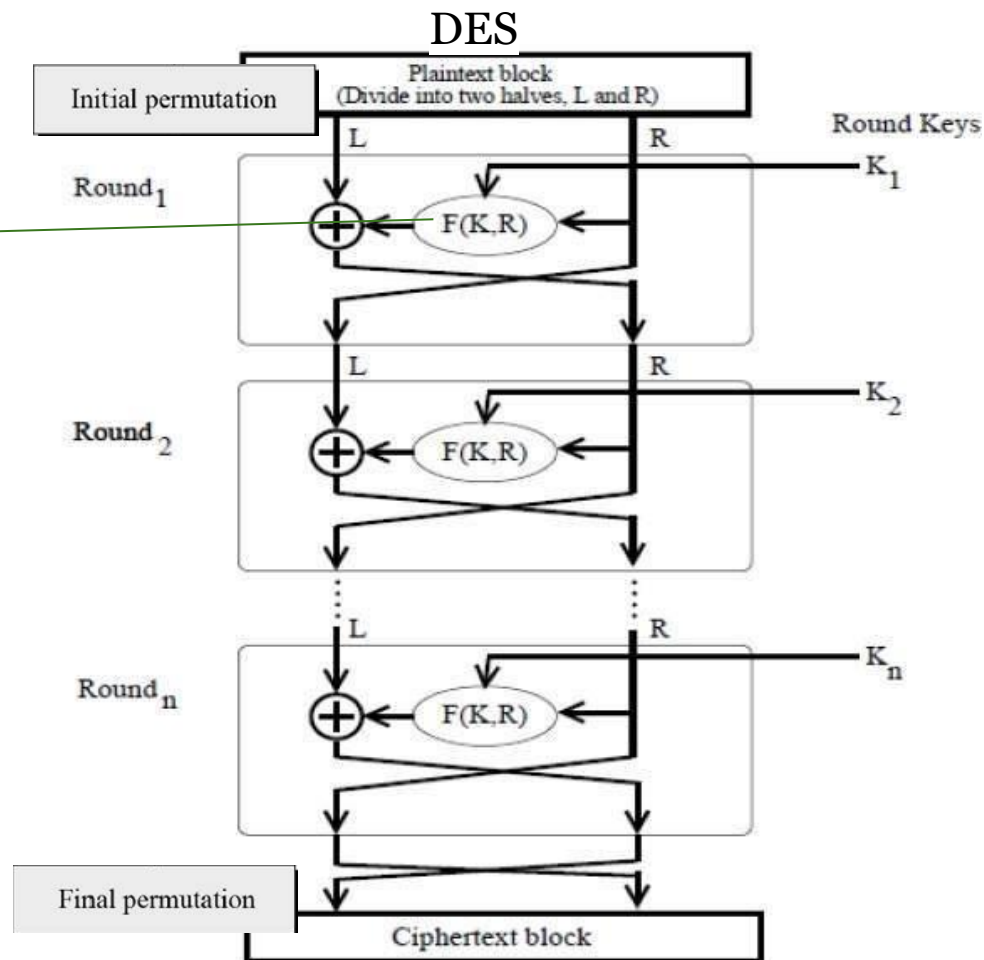 DES
Plaintext block
Initial permutation
(Divide into two halves, L and R)
Round Keys
L
R
K1
Round1
F(K,R)
L
R
K2
Round2
F(K,R)
L
R
Kn
Roundn
F(K,R)
Final permutation
Ciphertext block